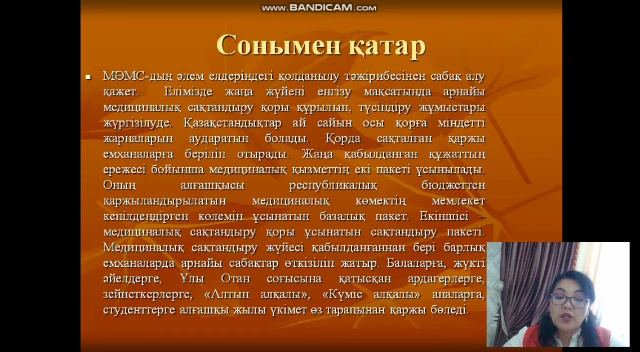 WWW.BANDICAM.COM
Сонымен қатар
МӘМС-дың әлем елдеріндегі қолданылу тәжірибесінен сабақ алу
қажет. Елімізде жаңа жүйені енгізу мақсатында арнайы
медициналық сақтандыру қоры құрылып, түсіндіру жұмыстары
жүргізілуде. Қазақстандықтар ай сайын осы қорға міндетті
жарналарын аударатын болады. Қорда сақталған қаржы
емханаларға беріліп отырады. Жаңа қабылданған құжаттың
ережесі бойынша медициналық қызметтің екі пакеті ұсынылады.
Оның алғашқысы республикалық бюджеттен
қаржыландырылатын медициналық көмектің мемлекет
кепілдендірген көлемін ұсынатын базалық пакет. Екіншісі -
медициналық сақтандыру қоры ұсынатын сақтандыру пакеті.
Медициналық сақтандыру жүйесі қабылданғаннан бері барлық
емханаларда арнайы сабақтар өткізіліп жатыр. Балаларға, жүкті
әйелдерге, Ұлы Отан соғысына қатысқан ардагерлерге,
зейнеткерлерге, «Алтын алқалы», «Күміс алқалы» аналарға,
студенттерге алғашқы жылы үкімет өз тарапынан қаржы бөледі.